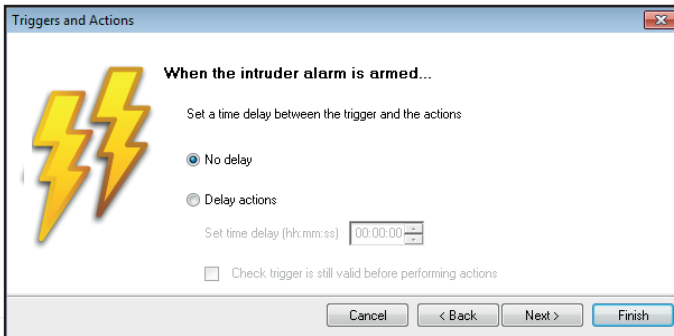 Triggers and Actions
When the intruder alarm is armed...
Set a time delay between the trigger and the actions
No delay
Delay actions
Set time delay (hh:mm:ss) 00:00:00
Check trigger is still valid before performing actions
Cancel < Back Next > Finish